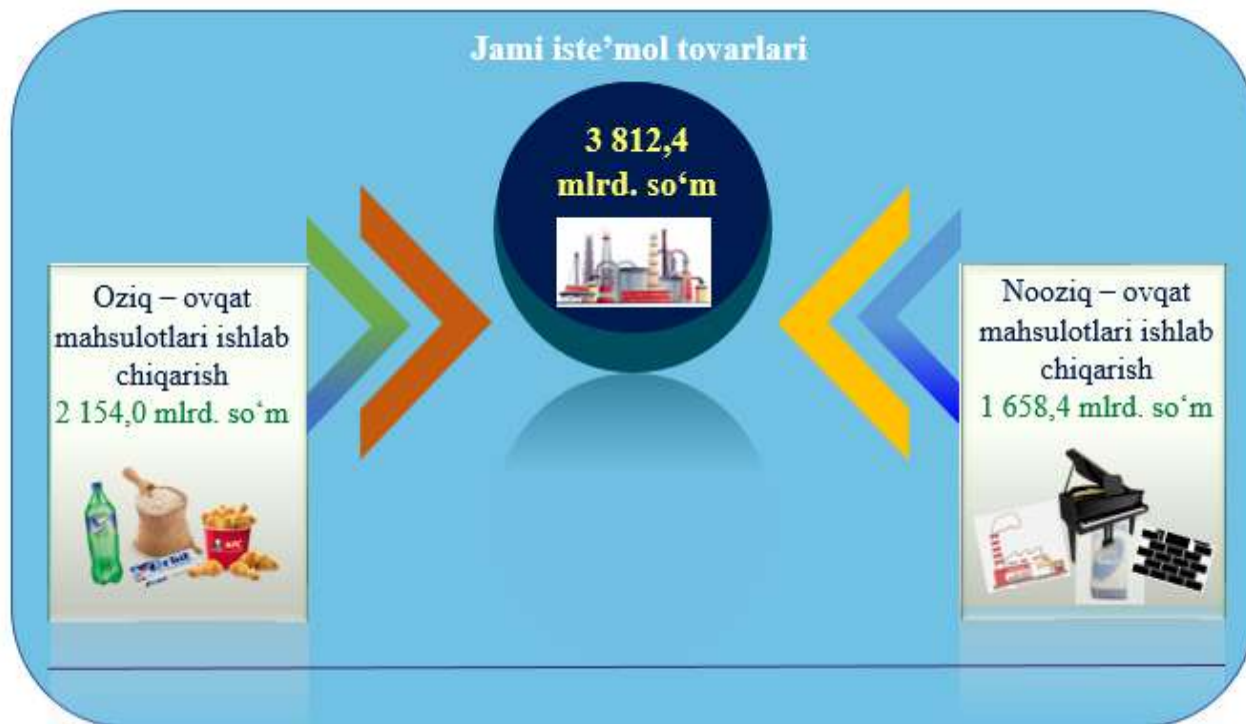 Jami iste’mol tovarlari
3 812,4
mlrd. so‘m
Oziq – ovqat
mahsulotlari ishlab
chiqarish
2 154,0 mlrd. so‘m
Nooziq – ovqat
mahsulotlari ishlab
chiqarish
1 658,4 mlrd. so‘m
KFC